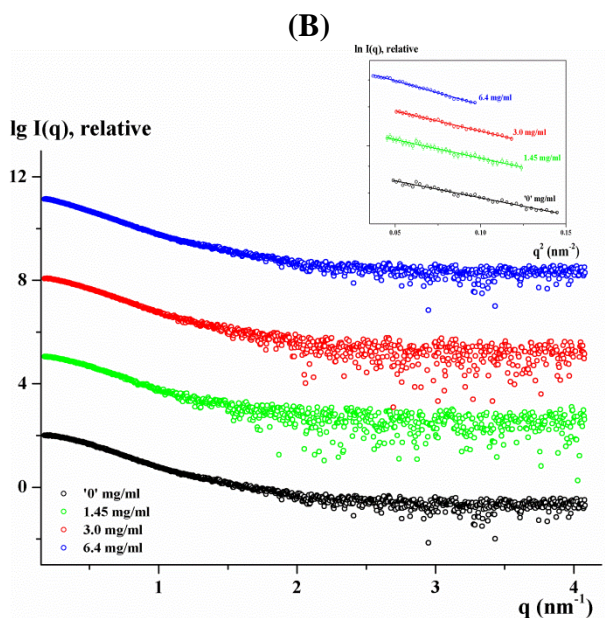 (B)
ln I(q), relative
6.4 mg/ml
3.0 mg/ml
1.45 mg/ml
'0' mg/ml
0.05 0.10 0.15
q² (nm⁻²)
lg I(q), relative
12
8
4
0
'0' mg/ml
1.45 mg/ml
3.0 mg/ml
6.4 mg/ml
1 2 3 4
q (nm⁻¹)